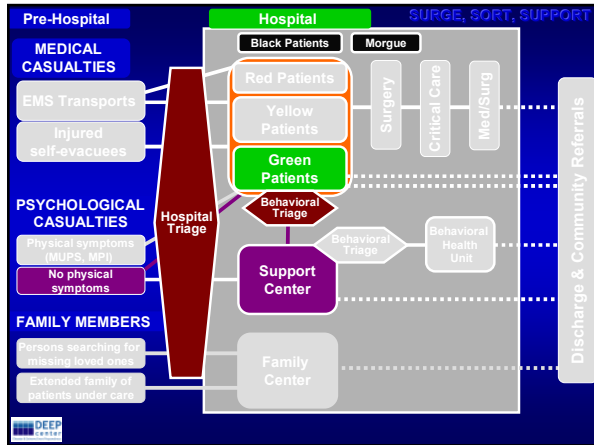 Pre-Hospital
Hospital
SURGE, SORT, SUPPORT
Black Patients
Morgue
MEDICAL
CASUALTIES
EMS Transports
Injured
self-evacuees
Red Patients
Yellow
Patients
Green
Patients
Surgery
Critical Care
Med/Surg
Hospital
Triage
Behavioral
Triage
PSYCHOLOGICAL
CASUALTIES
Physical symptoms
(MUPS, MPI)
No physical
symptoms
Support
Center
Behavioral
Triage
Behavioral
Health
Unit
FAMILY MEMBERS
Persons searching for
missing loved ones
Extended family of
patients under care
Family
Center
Discharge & Community Referrals
DEEP
center